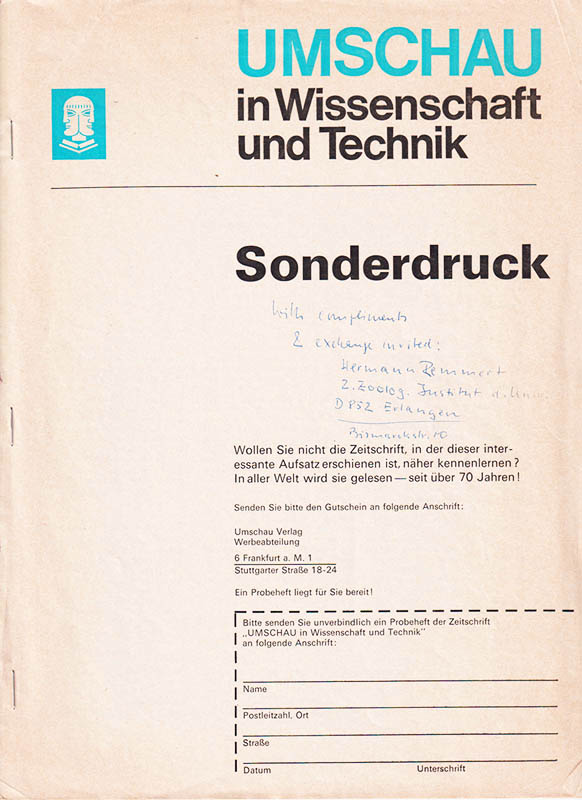 UMSCHAU
in Wissenschaft
und Technik
Sonderdruck
With compliments
& exchange invited:
Hermann Remmert
2. Zoolog. Institut d. Univ.
D 852 Erlangen
Bismarckstr. 10
Wollen Sie nicht die Zeitschrift, in der dieser inter-
essante Aufsatz erschienen ist, näher kennenlernen?
In aller Welt wird sie gelesen — seit über 70 Jahren!
Senden Sie bitte den Gutschein an folgende Anschrift:
Umschau Verlag
Werbeabteilung
6 Frankfurt a. M. 1
Stuttgarter Straße 18-24
Ein Probeheft liegt für Sie bereit!
Bitte senden Sie unverbindlich ein Probeheft der Zeitschrift
„UMSCHAU in Wissenschaft und Technik"
an folgende Anschrift:
Name
Postleitzahl, Ort
Straße
Datum Unterschrift